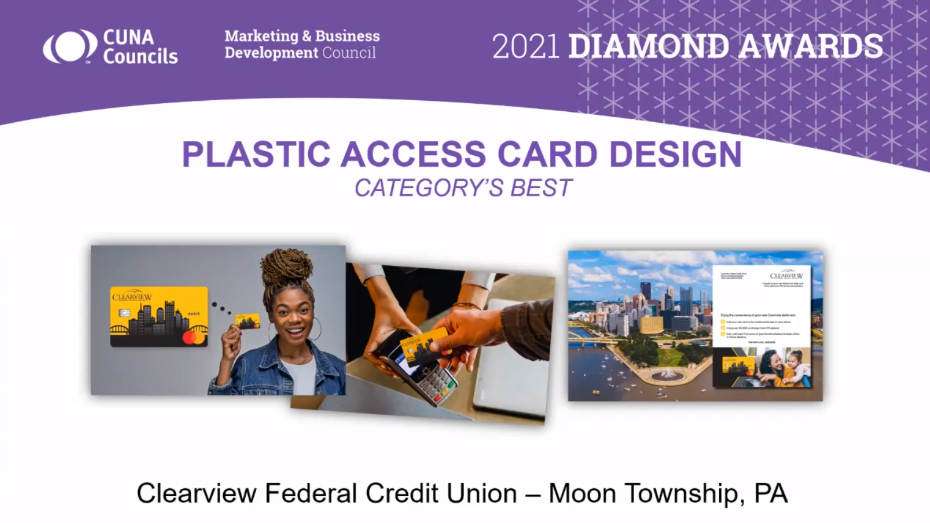 CUNA
Councils
Marketing & Business
Development Council
2021 DIAMOND AWARDS
PLASTIC ACCESS CARD DESIGN
CATEGORY'S BEST
CLEARVIEW
debit
CLEARVIEW
Clearview Federal Credit Union – Moon Township, PA